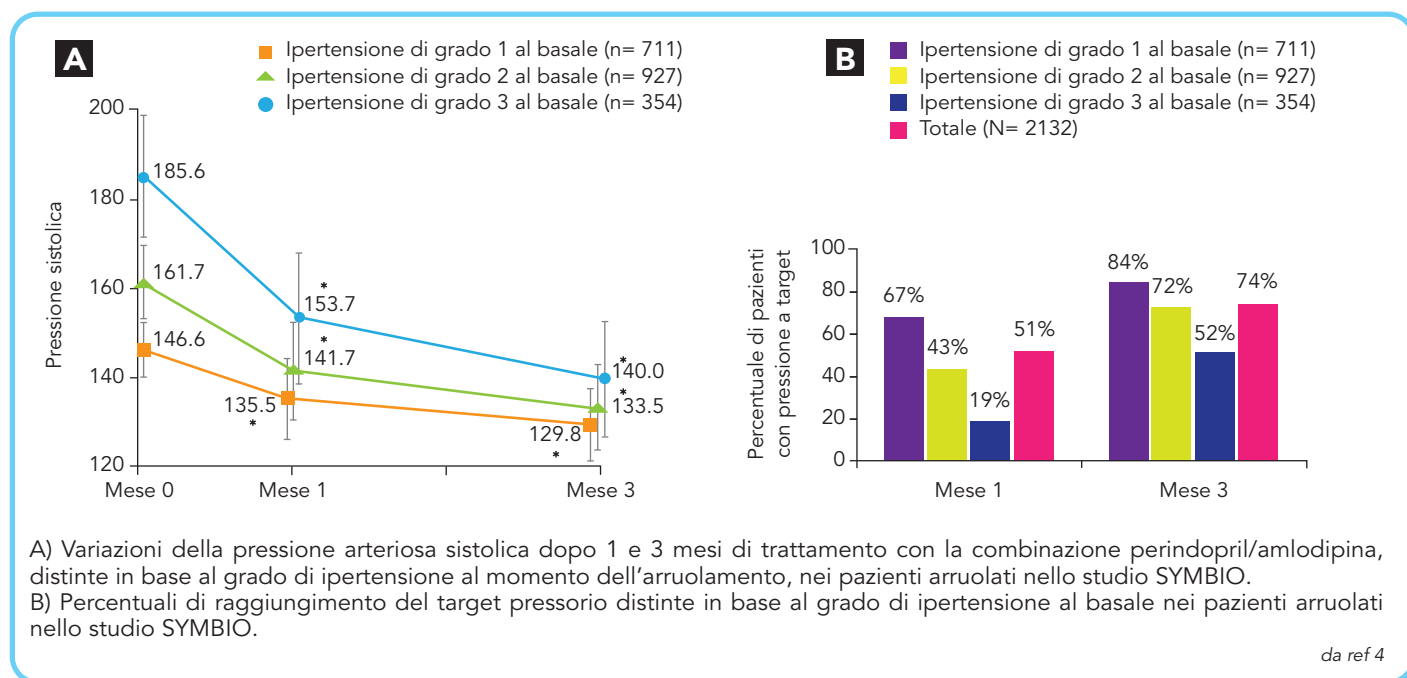 A
Ipertensione di grado 1 al basale (n= 711)
Ipertensione di grado 2 al basale (n= 927)
Ipertensione di grado 3 al basale (n= 354)
Pressione sistolica
200
180
160
140
120
185.6
161.7
146.6
*
153.7
*
141.7
135.5
*
*
140.0
*
133.5
129.8
*
Mese 0
Mese 1
Mese 3
B
Ipertensione di grado 1 al basale (n= 711)
Ipertensione di grado 2 al basale (n= 927)
Ipertensione di grado 3 al basale (n= 354)
Totale (N= 2132)
Percentuale di pazienti
con pressione a target
100
80
60
40
20
0
67%
43%
19%
51%
84%
72%
52%
74%
Mese 1
Mese 3
A) Variazioni della pressione arteriosa sistolica dopo 1 e 3 mesi di trattamento con la combinazione perindopril/amlodipina,
distinte in base al grado di ipertensione al momento dell'arruolamento, nei pazienti arruolati nello studio SYMBIO.
B) Percentuali di raggiungimento del target pressorio distinte in base al grado di ipertensione al basale nei pazienti arruolati
nello studio SYMBIO.
da ref 4